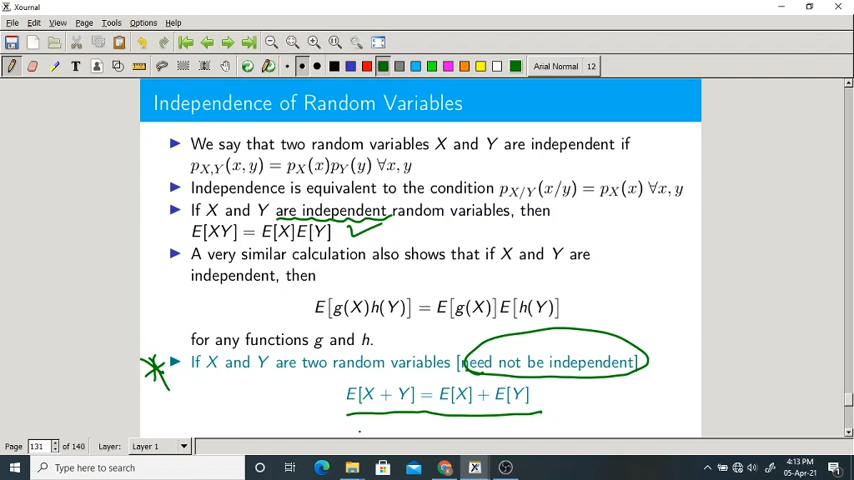 Xournal
File Edit View Page Tools Options Help
Arial Normal 12
Independence of Random Variables
We say that two random variables X and Y are independent if
p_{X,Y}(x, y) = p_X(x)p_Y(y) ∀x, y
Independence is equivalent to the condition p_{X/Y}(x/y) = p_X(x) ∀x, y
If X and Y are independent random variables, then
E[XY] = E[X]E[Y]
A very similar calculation also shows that if X and Y are
independent, then
E[g(X)h(Y)] = E[g(X)]E[h(Y)]
for any functions g and h.
If X and Y are two random variables [need not be independent]
E[X + Y] = E[X] + E[Y]
Page 131 of 140 Layer: Layer 1
Type here to search
4:13 PM
05-Apr-21